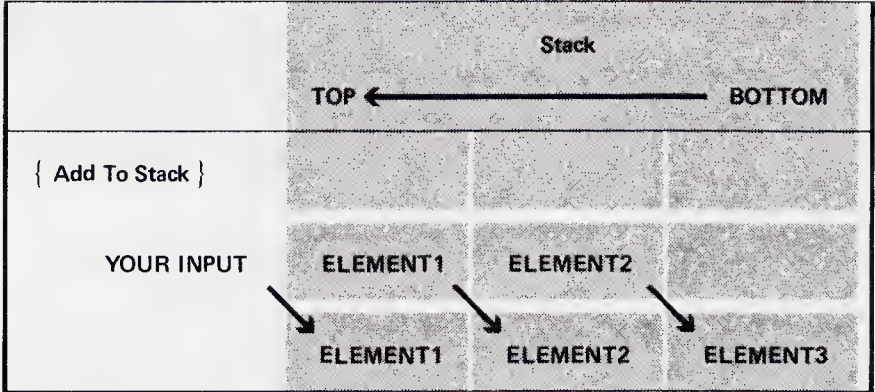 Stack
TOP BOTTOM
{ Add To Stack }
YOUR INPUT ELEMENT1 ELEMENT2
ELEMENT1 ELEMENT2 ELEMENT3